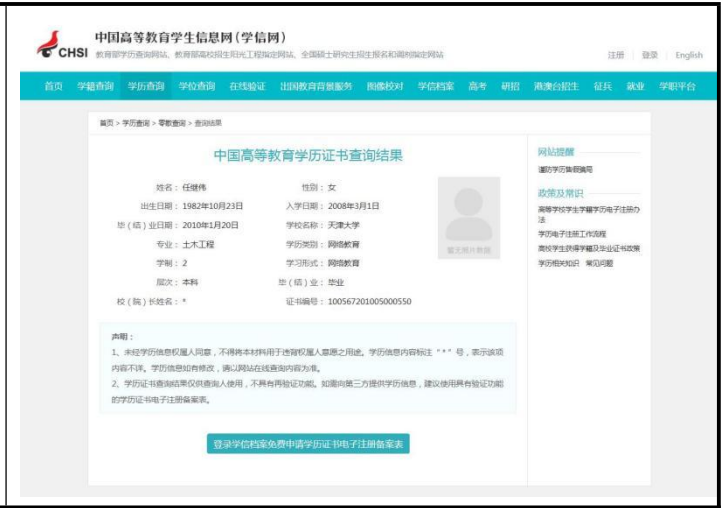 中国高等教育学生信息网(学信网)
CHSI 教育部学历查询网站、教育部高校招生阳光工程指定网站、全国硕士研究生招生报名和调剂指定网站
注册 登录 English
首页 学籍查询 学历查询 学位查询 在线验证 出国教育背景服务 图像校对 学信档案 高考 研招 港澳台招生 征兵 就业 学职平台
首页 > 学历查询 > 零散查询 > 查询结果
中国高等教育学历证书查询结果
姓名: 任继伟 性别: 女
出生日期: 1982年10月23日 入学日期: 2008年3月1日
毕(结)业日期: 2010年1月20日 学校名称: 天津大学
专业: 土木工程 学历类别: 网络教育
暂无照片数据
学制: 2 学习形式: 网络教育
层次: 本科 毕(结)业: 毕业
校(院)长姓名: * 证书编号: 100567201005000550
声明:
1、未经学历信息权属人同意,不得将本材料用于违背权属人意愿之用途。学历信息内容标注“*”号,表示该项
内容不详。学历信息如有修改,请以网站在线查询内容为准。
2、学历证书查询结果仅供查询人使用,不具有再验证功能。如需向第三方提供学历信息,建议使用具有验证功能
的学历证书电子注册备案表。
登录学信档案免费申请学历证书电子注册备案表
网站提醒
谨防学历售假骗局
政策及常识
高等学校学生学籍学历电子注册办
法
学历电子注册工作流程
高校学生获得学籍及毕业证书政策
学历相关知识 常见问题